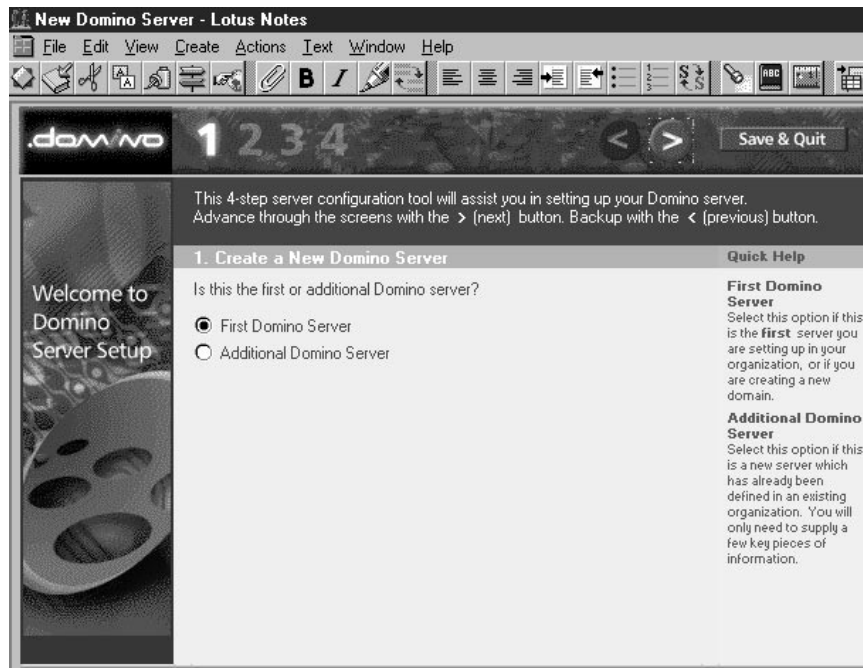 New Domino Server - Lotus Notes
File Edit View Create Actions Text Window Help
.domino 1 2 3 4 < > Save & Quit
This 4-step server configuration tool will assist you in setting up your Domino server.
Advance through the screens with the > (next) button. Backup with the < (previous) button.
Welcome to
Domino
Server Setup
1. Create a New Domino Server
Is this the first or additional Domino server?
First Domino Server
Additional Domino Server
Quick Help
First Domino
Server
Select this option if this
is the first server you
are setting up in your
organization, or if you
are creating a new
domain.
Additional Domino
Server
Select this option if this
is a new server which
has already been
defined in an existing
organization. You will
only need to supply a
few key pieces of
information.